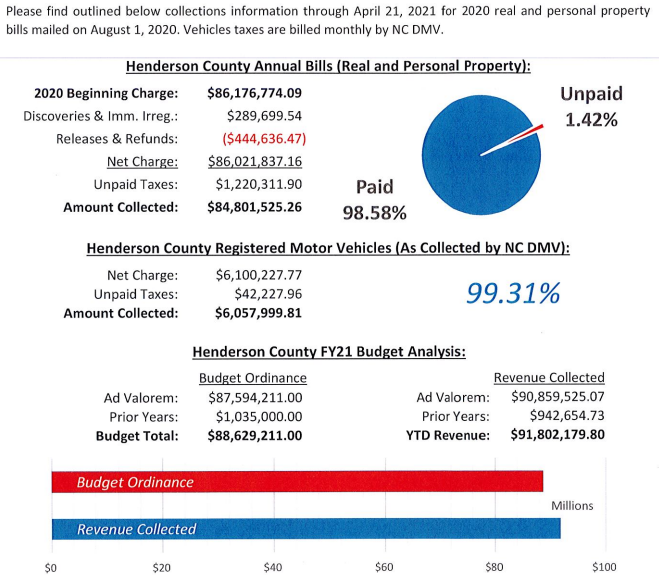 Please find outlined below collections information through April 21, 2021 for 2020 real and personal property
bills mailed on August 1, 2020. Vehicles taxes are billed monthly by NC DMV.
Henderson County Annual Bills (Real and Personal Property):
2020 Beginning Charge: $86,176,774.09
Discoveries & Imm. Irreg.: $289,699.54
Releases & Refunds: ($444,636.47)
Net Charge: $86,021,837.16
Unpaid Taxes: $1,220,311.90
Amount Collected: $84,801,525.26
Unpaid
1.42%
Paid
98.58%
Henderson County Registered Motor Vehicles (As Collected by NC DMV):
Net Charge: $6,100,227.77
Unpaid Taxes: $42,227.96
Amount Collected: $6,057,999.81
99.31%
Henderson County FY21 Budget Analysis:
Budget Ordinance Revenue Collected
Ad Valorem: $87,594,211.00 Ad Valorem: $90,859,525.07
Prior Years: $1,035,000.00 Prior Years: $942,654.73
Budget Total: $88,629,211.00 YTD Revenue: $91,802,179.80
Budget Ordinance
Millions
Revenue Collected
$0 $20 $40 $60 $80 $100